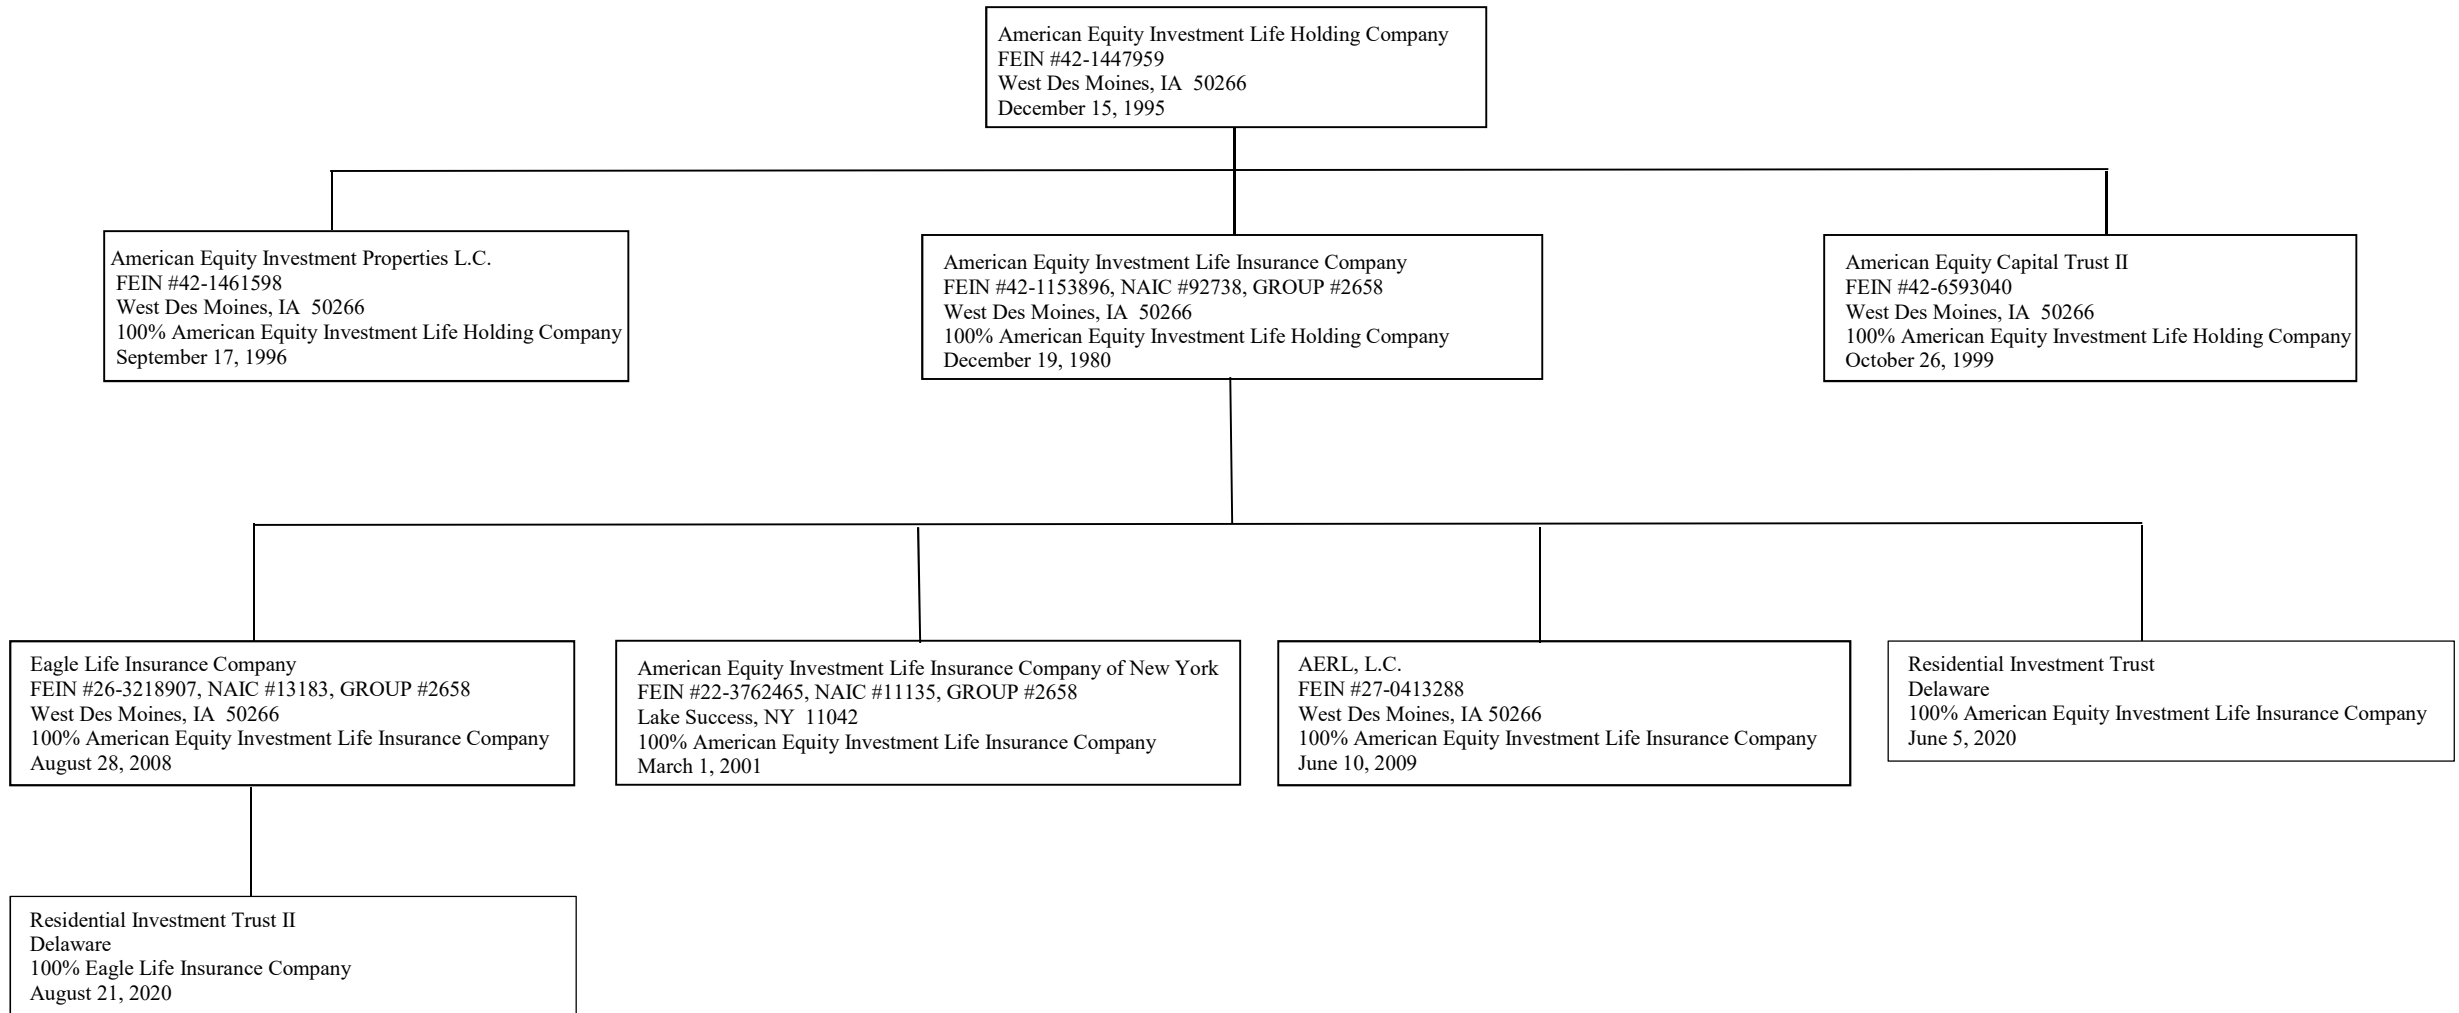 American Equity Investment Life Holding Company
FEIN #42-1447959
West Des Moines, IA  50266
December 15, 1995
American Equity Investment Properties L.C.
FEIN #42-1461598
West Des Moines, IA  50266
100% American Equity Investment Life Holding Company
September 17, 1996
American Equity Investment Life Insurance Company
FEIN #42-1153896, NAIC #92738, GROUP #2658
West Des Moines, IA  50266
100% American Equity Investment Life Holding Company
December 19, 1980
American Equity Capital Trust II
FEIN #42-6593040
West Des Moines, IA  50266
100% American Equity Investment Life Holding Company
October 26, 1999
Eagle Life Insurance Company
FEIN #26-3218907, NAIC #13183, GROUP #2658
West Des Moines, IA  50266
100% American Equity Investment Life Insurance Company
August 28, 2008
American Equity Investment Life Insurance Company of New York
FEIN #22-3762465, NAIC #11135, GROUP #2658
Lake Success, NY  11042
100% American Equity Investment Life Insurance Company
March 1, 2001
AERL, L.C.
FEIN #27-0413288
West Des Moines, IA 50266
100% American Equity Investment Life Insurance Company
June 10, 2009
Residential Investment Trust
Delaware
100% American Equity Investment Life Insurance Company
June 5, 2020
Residential Investment Trust II
Delaware
100% Eagle Life Insurance Company
August 21, 2020